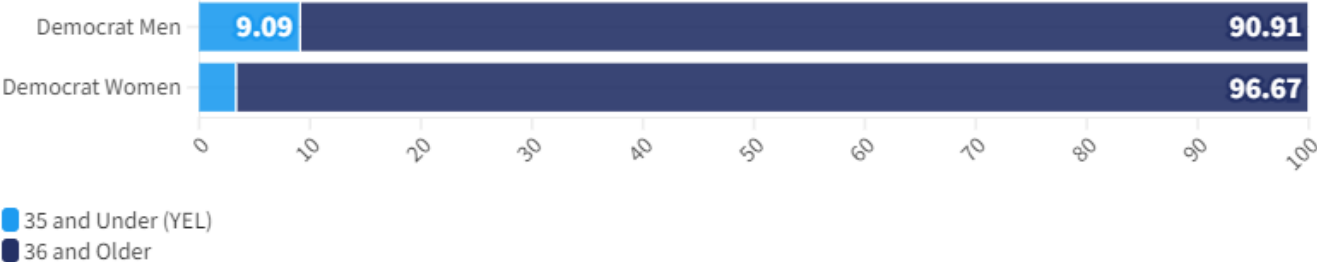 Democrat Men 9.09 90.91
Democrat Women 96.67
0 10 20 30 40 50 60 70 80 90 100
35 and Under (YEL)
36 and Older